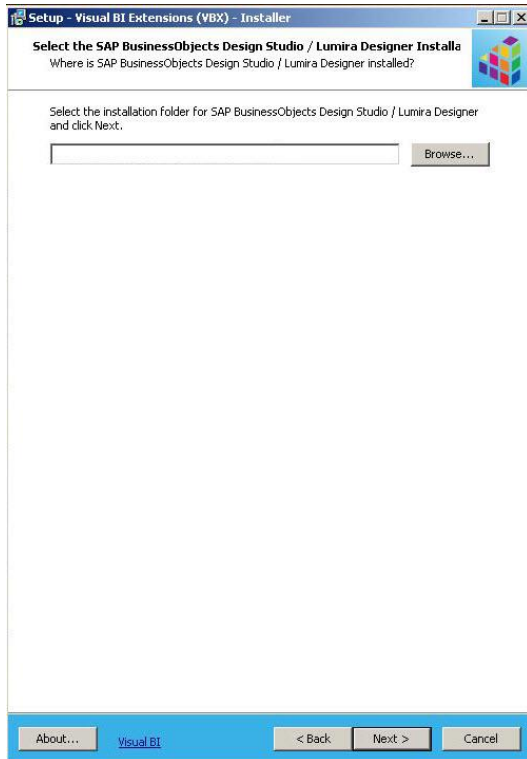 Setup - Visual BI Extensions (VBX) - Installer
Select the SAP BusinessObjects Design Studio / Lumira Designer Installa
Where is SAP BusinessObjects Design Studio / Lumira Designer installed?
Select the installation folder for SAP BusinessObjects Design Studio / Lumira Designer
and click Next.
Browse...
About...
Visual BI
< Back
Next >
Cancel